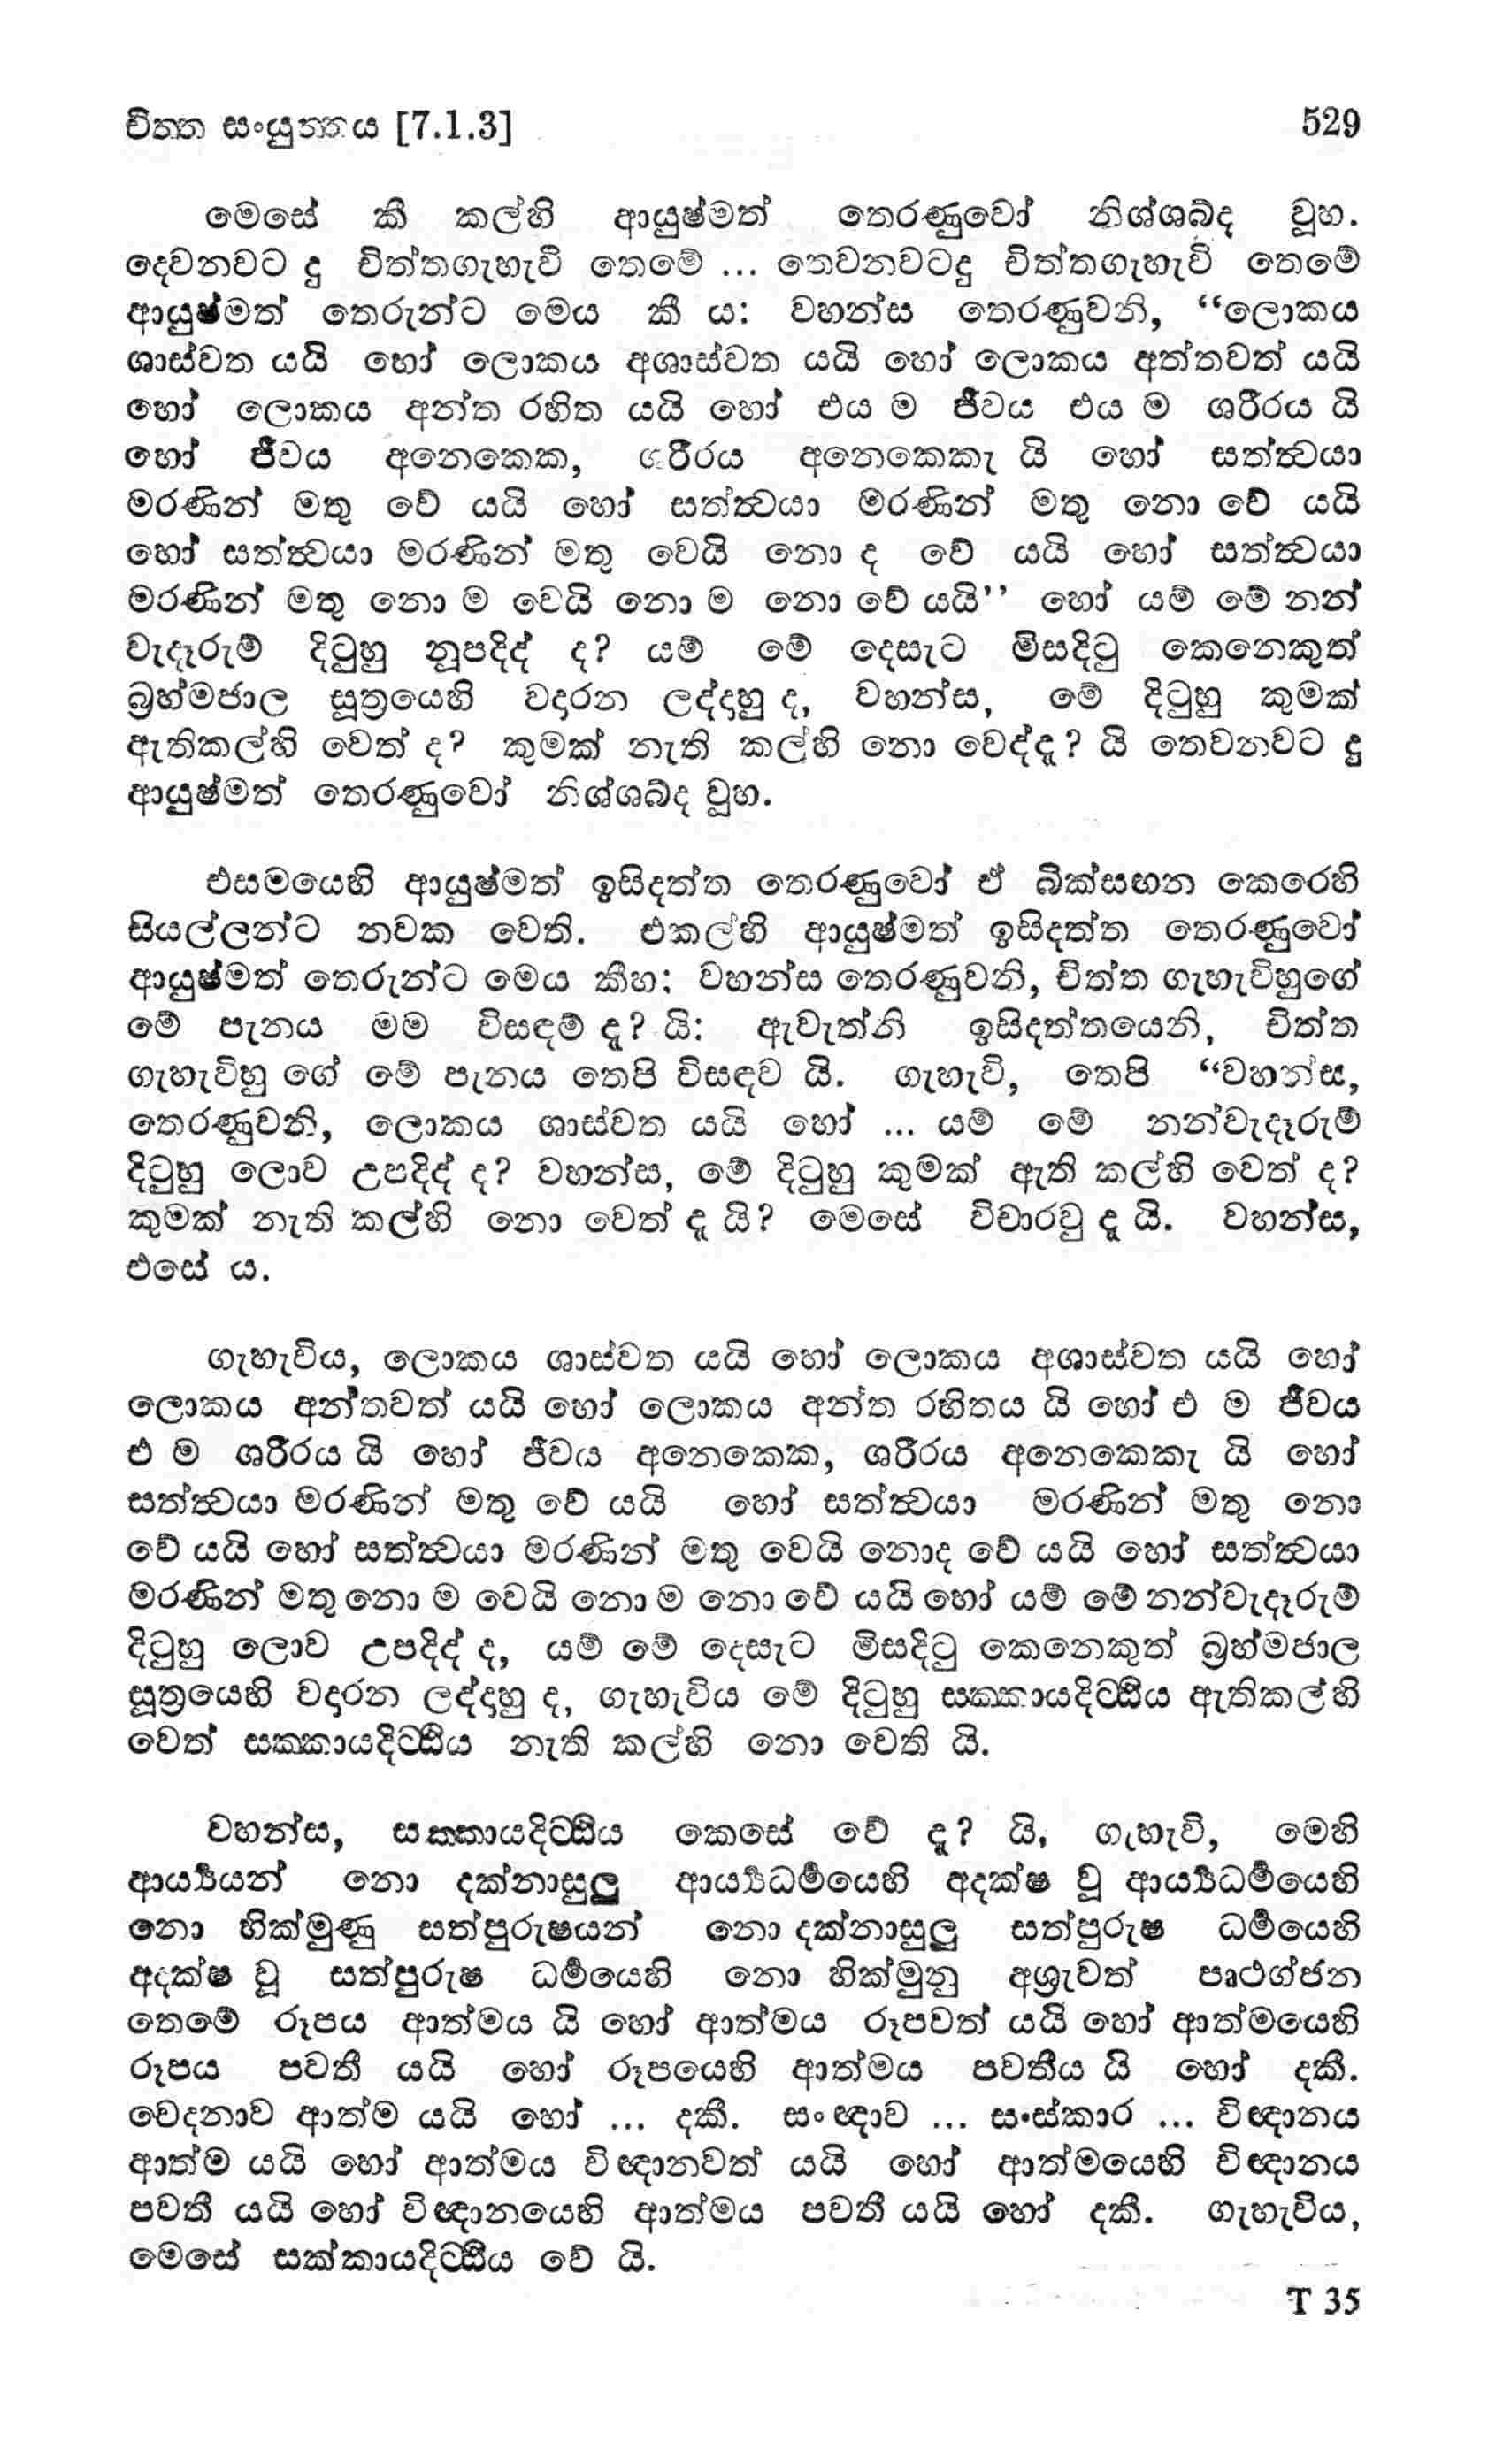 චිත්ත සංයුත්තය [7.1.3] 529
මෙසේ කී කල්හි ආයුෂ්මත් තෙරණුවෝ නිශ්ශබ්ද වූහ.
දෙවනවට දු චිත්තගැහැවි තෙමේ ... තෙවනවටදු චිත්තගැහැවි තෙමේ
ආයුෂ්මත් තෙරුන්ට මෙය කී ය: වහන්ස තෙරණුවනි, “ලොකය
ශාස්වත යයි හෝ ලොකය අශාස්වත යයි හෝ ලොකය අත්තවත් යයි
හෝ ලොකය අන්ත රහිත යයි හෝ එය ම ජීවය එය ම ශරීරය යි
හෝ ජීවය අනෙකෙක, ශරීරය අනෙකෙකැ යි හෝ සත්ත්‍වයා
මරණින් මතු වේ යයි හෝ සත්ත්‍වයා මරණින් මතු නො වේ යයි
හෝ සත්ත්‍වයා මරණින් මතු වෙයි නො ද වේ යයි හෝ සත්ත්‍වයා
මරණින් මතු නො ම වෙයි නො ම නො වේ යයි’’ හෝ යම් මේ නන්
වැදෑරුම් දිටුහු නූපදිද් ද? යම් මේ දෙසැට මිසදිටු කෙනෙකුත්
බ්‍රහ්මජාල සූත්‍රයෙහි වදාරන ලද්දාහු ද, වහන්ස, මේ දිටුහු කුමක්
ඇතිකල්හි වෙත් ද? කුමක් නැති කල්හි නො වෙද්දැ? යි තෙවනවට දු
ආයුෂ්මත් තෙරණුවෝ නිශ්ශබ්ද වූහ.
එසමයෙහි ආයුෂ්මත් ඉසිදත්ත තෙරණුවෝ ඒ බික්සඟන කෙරෙහි
සියල්ලන්ට නවක වෙති. එකල්හි ආයුෂ්මත් ඉසිදත්ත තෙරණුවෝ
ආයුෂ්මත් තෙරුන්ට මෙය කීහ: වහන්ස තෙරණුවනි, චිත්ත ගැහැවිහුගේ
මේ පැනය මම විසඳම් දැ? යි: ඇවැත්නි ඉසිදත්තයෙනි, චිත්ත
ගැහැවිහු ගේ මේ පැනය තෙපි විසඳව යි. ගැහැවි, තෙපි “වහන්ස,
තෙරණුවනි, ලොකය ශාස්වත යයි හෝ ... යම් මේ නන්වැදෑරුම්
දිටුහු ලොව උපදිද් ද? වහන්ස, මේ දිටුහු කුමක් ඇති කල්හි වෙත් ද?
කුමක් නැති කල්හි නො වෙත් දැ යි? මෙසේ විචාරවු දැ යි. වහන්ස,
එසේ ය.
ගැහැවිය, ලොකය ශාස්වත යයි හෝ ලොකය අශාස්වත යයි හෝ
ලොකය අන්තවත් යයි හෝ ලොකය අන්ත රහිතය යි හෝ එ ම ජීවය
එ ම ශරීරය යි හෝ ජීවය අනෙකෙක, ශරීරය අනෙකෙකැ යි හෝ
සත්ත්‍වයා මරණින් මතු වේ යයි හෝ සත්ත්‍වයා මරණින් මතු නො
වේ යයි හෝ සත්ත්‍වයා මරණින් මතු වෙයි නොද වේ යයි හෝ සත්ත්‍වයා
මරණින් මතු නො ම වෙයි නො ම නො වේ යයි හෝ යම් මේ නන්වැදෑරුම්
දිටුහු ලොව උපදිද් ද, යම් මේ දෙසැට මිසදිටු කෙනෙකුත් බ්‍රහ්මජාල
සූත්‍රයෙහි වදාරන ලද්දාහු ද, ගැහැවිය මේ දිටුහු සක්කායදිට්ඨිය ඇතිකල්හි
වෙත් සක්කායදිට්ඨිය නැති කල්හි නො වෙති යි.
වහන්ස, සක්කායදිට්ඨිය කෙසේ වේ දැ? යි, ගැහැවි, මෙහි
ආර්‍ය්‍යයන් නො දක්නාසුලු ආර්‍ය්‍යධර්‍මයෙහි අදක්ෂ වූ ආර්‍ය්‍යධර්‍මයෙහි
නො හික්මුණු සත්පුරුෂයන් නො දක්නාසුලු සත්පුරුෂ ධර්‍මයෙහි
අදක්ෂ වූ සත්පුරුෂ ධර්‍මයෙහි නො හික්මුනු අශ්‍රැවත් පෘථග්ජන
තෙමේ රූපය ආත්මය යි හෝ ආත්මය රූපවත් යයි හෝ ආත්මයෙහි
රූපය පවතී යයි හෝ රූපයෙහි ආත්මය පවතීය යි හෝ දකී.
වෙදනාව ආත්ම යයි හෝ ... දකී. සංඥාව ... සංස්කාර ... විඥානය
ආත්ම යයි හෝ ආත්මය විඥානවත් යයි හෝ ආත්මයෙහි විඥානය
පවතී යයි හෝ විඥානයෙහි ආත්මය පවතී යයි හෝ දකී. ගැහැවිය,
මෙසේ සක්කායදිට්ඨිය වේ යි.
T 35